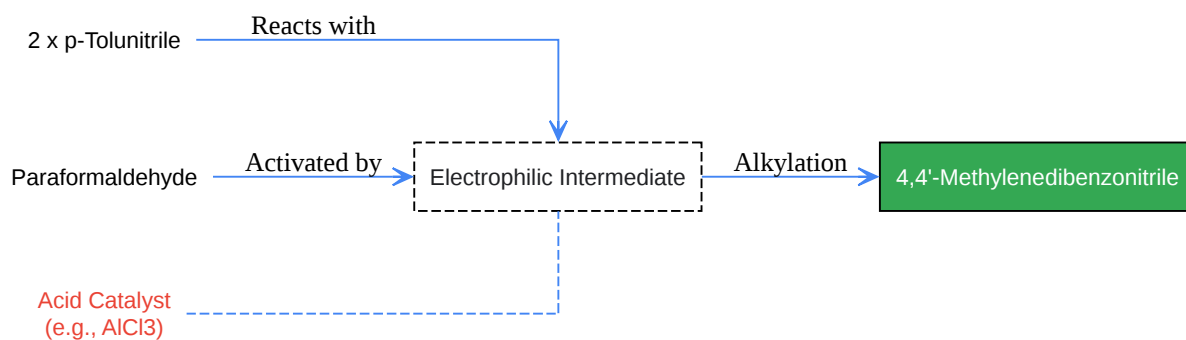 2 x p-Tolunitrile
Reacts with
Paraformaldehyde
Activated by
Electrophilic Intermediate
Alkylation
4,4'-Methylenedibenzonitrile
Acid Catalyst
(e.g., AlCl3)